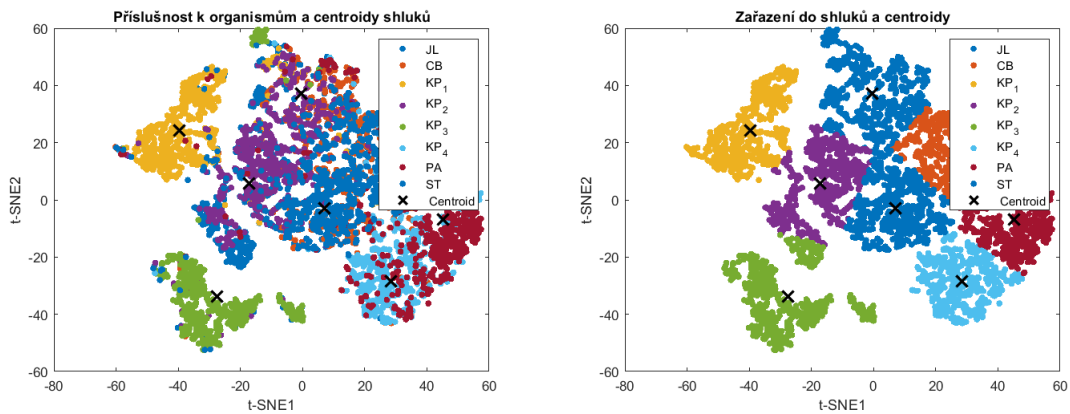 Příslušnost k organismům a centroidy shluků
60
40
20
0
-20
-40
-60
t-SNE2
-80
-60
-40
-20
0
20
40
60
t-SNE1
JL
CB
KP1
KP2
KP3
KP4
PA
ST
Centroid
Zařazení do shluků a centroidy
60
40
20
0
-20
-40
-60
t-SNE2
-80
-60
-40
-20
0
20
40
60
t-SNE1
JL
CB
KP1
KP2
KP3
KP4
PA
ST
Centroid